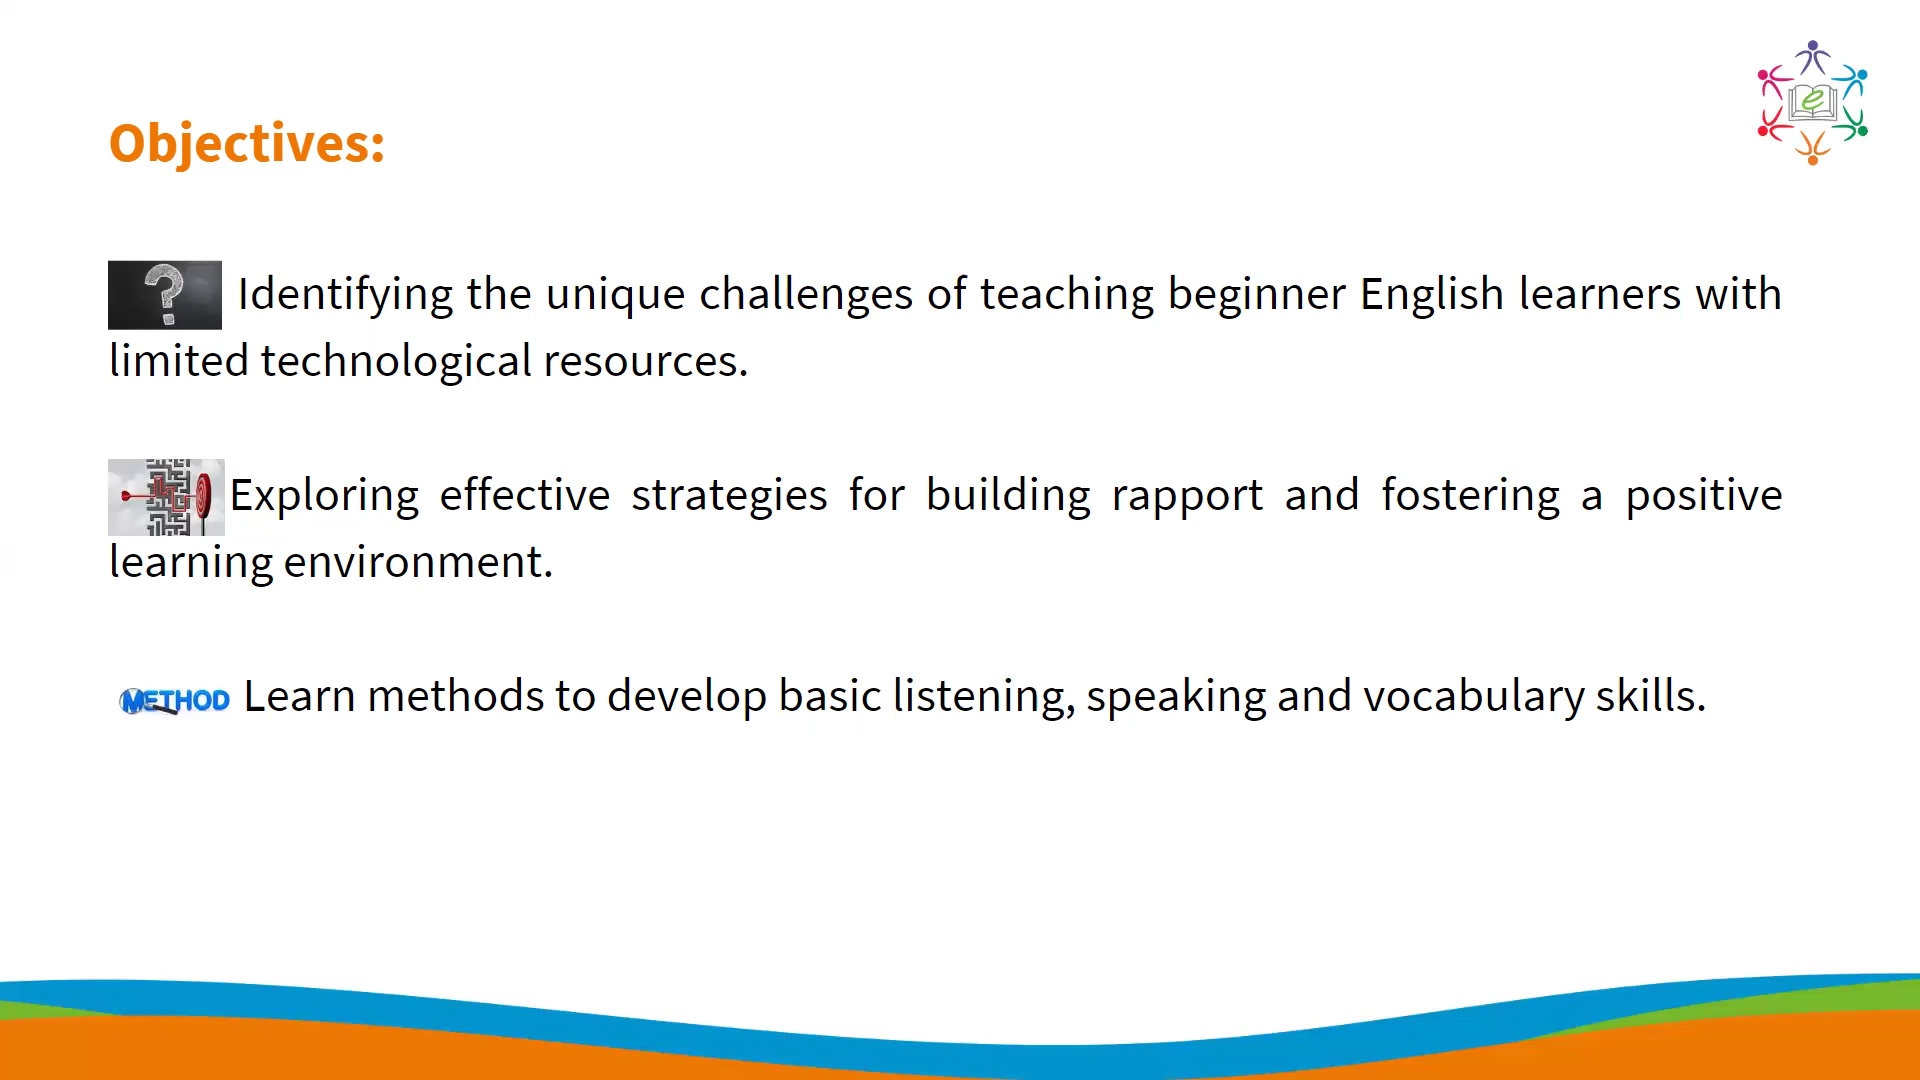 Objectives:
? Identifying the unique challenges of teaching beginner English learners with
limited technological resources.
Exploring effective strategies for building rapport and fostering a positive
learning environment.
METHOD Learn methods to develop basic listening, speaking and vocabulary skills.
e